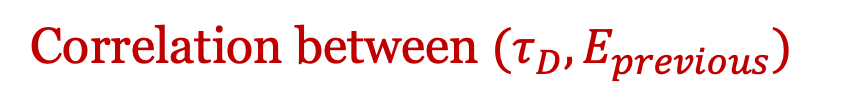 Correlation between (τ_D, E_previous)